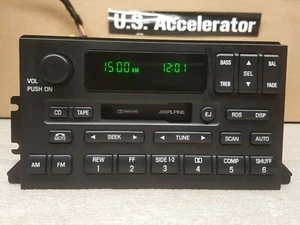 U.S. Accelerator
1500 AM 12:01
VOL
PUSH ON
BASS
TREB
SEL
BAL
FADE
CD
TAPE
ALPINE
EJ
RDS
DSP
SEEK
TUNE
SCAN
AUTO
AM
FM
REW
1
FF
2
SIDE 1-2
3
4
COMP
5
SHUFF
6